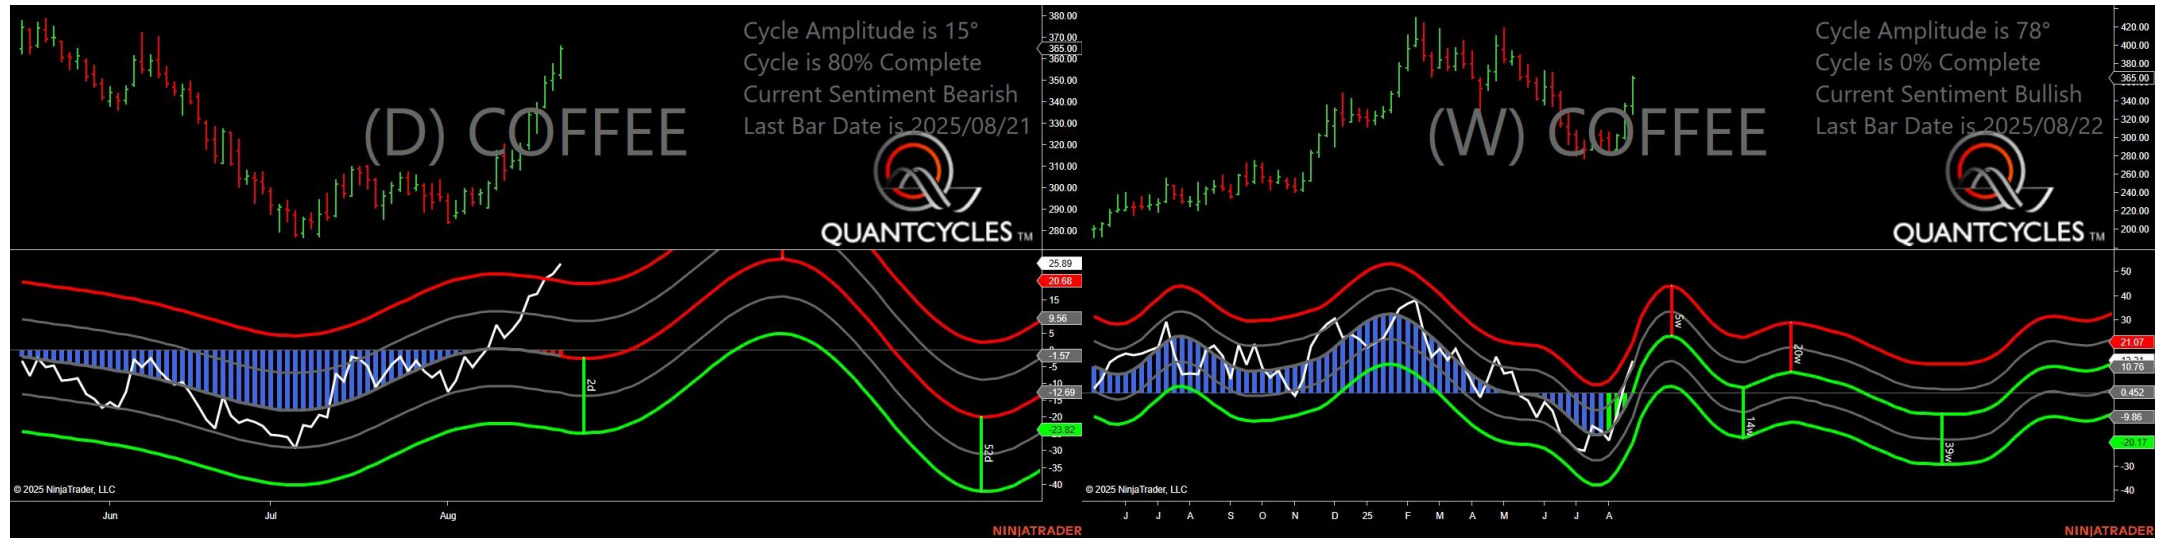 Cycle Amplitude is 15°
Cycle is 80% Complete
Current Sentiment Bearish
Last Bar Date is 2025/08/21
(D) COFFEE
QUANTCYCLES TM
380.00
370.00
365.00
360.00
350.00
340.00
330.00
320.00
310.00
300.00
290.00
280.00
25.89
20.68
15
9.56
5
-1.57
-5
-10
-12.69
-15
-20
-23.82
-30
-35
-40
2d
52d
© 2025 NinjaTrader, LLC
Jun
Jul
Aug
NINJATRADER
Cycle Amplitude is 78°
Cycle is 0% Complete
Current Sentiment Bullish
Last Bar Date is 2025/08/22
(W) COFFEE
QUANTCYCLES TM
420.00
400.00
380.00
365.00
340.00
320.00
300.00
280.00
260.00
240.00
220.00
200.00
50
40
30
21.07
10.76
0.452
-9.86
-20.17
-30
-40
5w
20w
14w
39w
© 2025 NinjaTrader, LLC
J J A S O N D 25 F M A M J J A
NINJATRADER